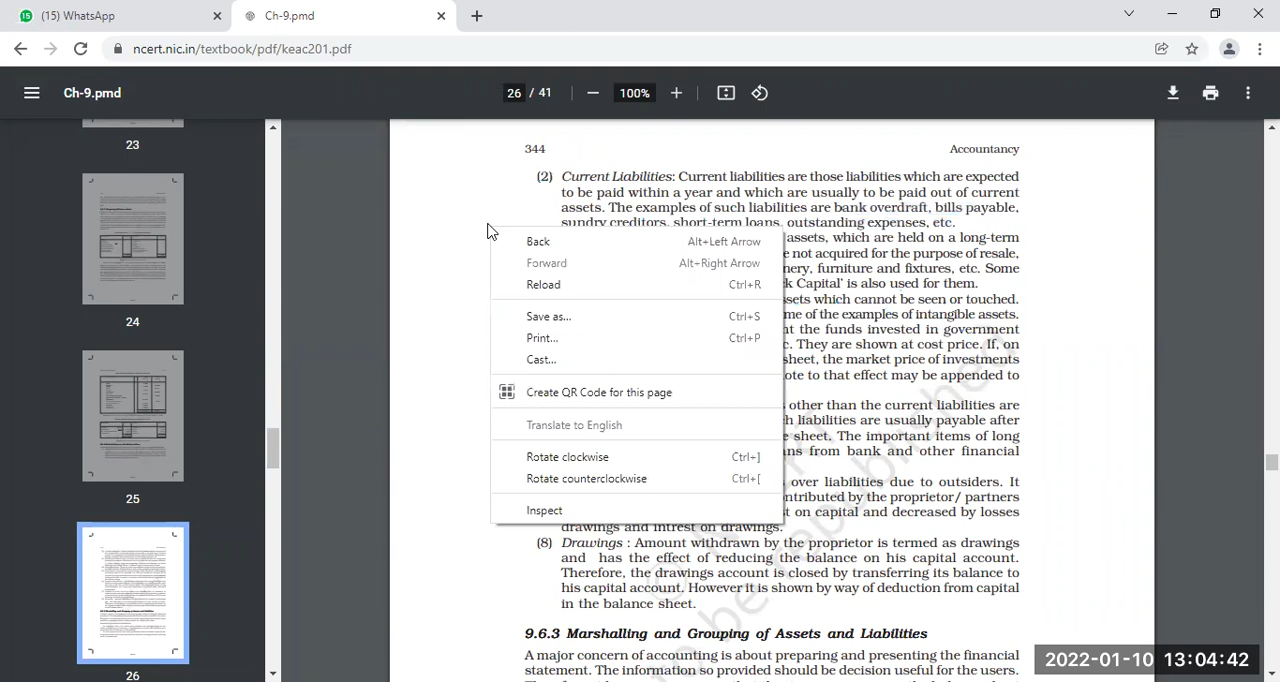 (15) WhatsApp
Ch-9.pmd
ncert.nic.in/textbook/pdf/keac201.pdf
Ch-9.pmd
26 / 41
100%
23
24
25
26
344
Accountancy
(2) Current Liabilities: Current liabilities are those liabilities which are expected
to be paid within a year and which are usually to be paid out of current
assets. The examples of such liabilities are bank overdraft, bills payable,
sundry creditors, short-term loans, outstanding expenses, etc.
assets, which are held on a long-term
e not acquired for the purpose of resale,
nery, furniture and fixtures, etc. Some
k Capital' is also used for them.
ssets which cannot be seen or touched.
me of the examples of intangible assets.
nt the funds invested in government
c. They are shown at cost price. If, on
sheet, the market price of investments
ote to that effect may be appended to
other than the current liabilities are
h liabilities are usually payable after
e sheet. The important items of long
ns from bank and other financial
over liabilities due to outsiders. It
ntributed by the proprietor/ partners
st on capital and decreased by losses
drawings and intrest on drawings.
(8) Drawings : Amount withdrawn by the proprietor is termed as drawings
and has the effect of reducing the balance on his capital account.
Therefore, the drawings account is closed by transferring its balance to
his capital account. However it is shown by way of deduction from capital
in the balance sheet.
9.6.3 Marshalling and Grouping of Assets and Liabilities
A major concern of accounting is about preparing and presenting the financial
statement. The information so provided should be decision useful for the users.
Back Alt+Left Arrow
Forward Alt+Right Arrow
Reload Ctrl+R
Save as... Ctrl+S
Print... Ctrl+P
Cast...
Create QR Code for this page
Translate to English
Rotate clockwise Ctrl+]
Rotate counterclockwise Ctrl+[
Inspect
2022-01-10 13:04:42